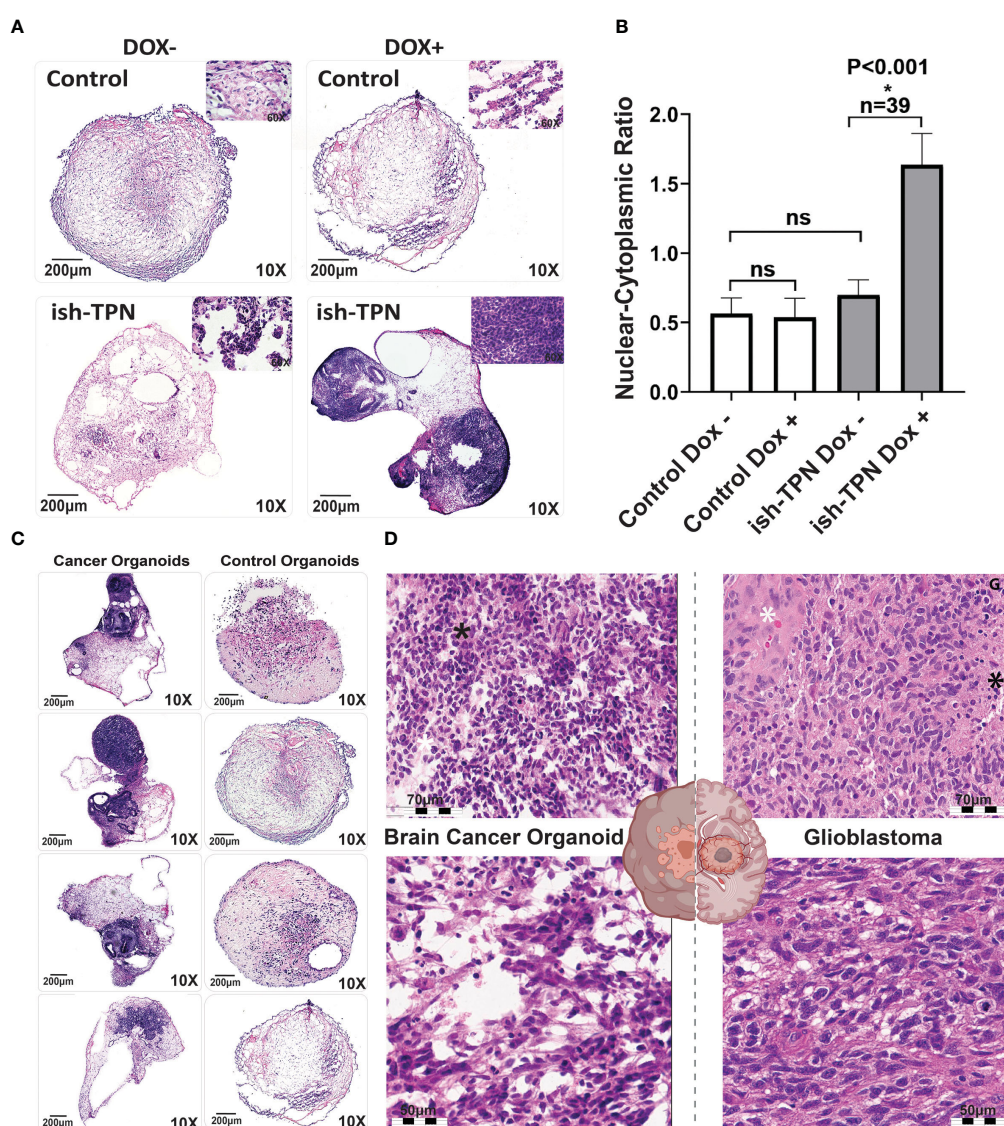 A
DOX-
DOX+
Control
60X
200µm
10X
Control
60X
200µm
10X
ish-TPN
60X
200µm
10X
ish-TPN
60X
200µm
10X
B
P<0.001
*
n=39
ns
ns
Nuclear-Cytoplasmic Ratio
2.0
1.5
1.0
0.5
0.0
Control Dox -
Control Dox +
ish-TPN Dox -
ish-TPN Dox +
C
Cancer Organoids
Control Organoids
200µm
10X
200µm
10X
200µm
10X
200µm
10X
200µm
10X
200µm
10X
200µm
10X
200µm
10X
D
*
70µm
*
G
*
70µm
Brain Cancer Organoid
Glioblastoma
50µm
50µm